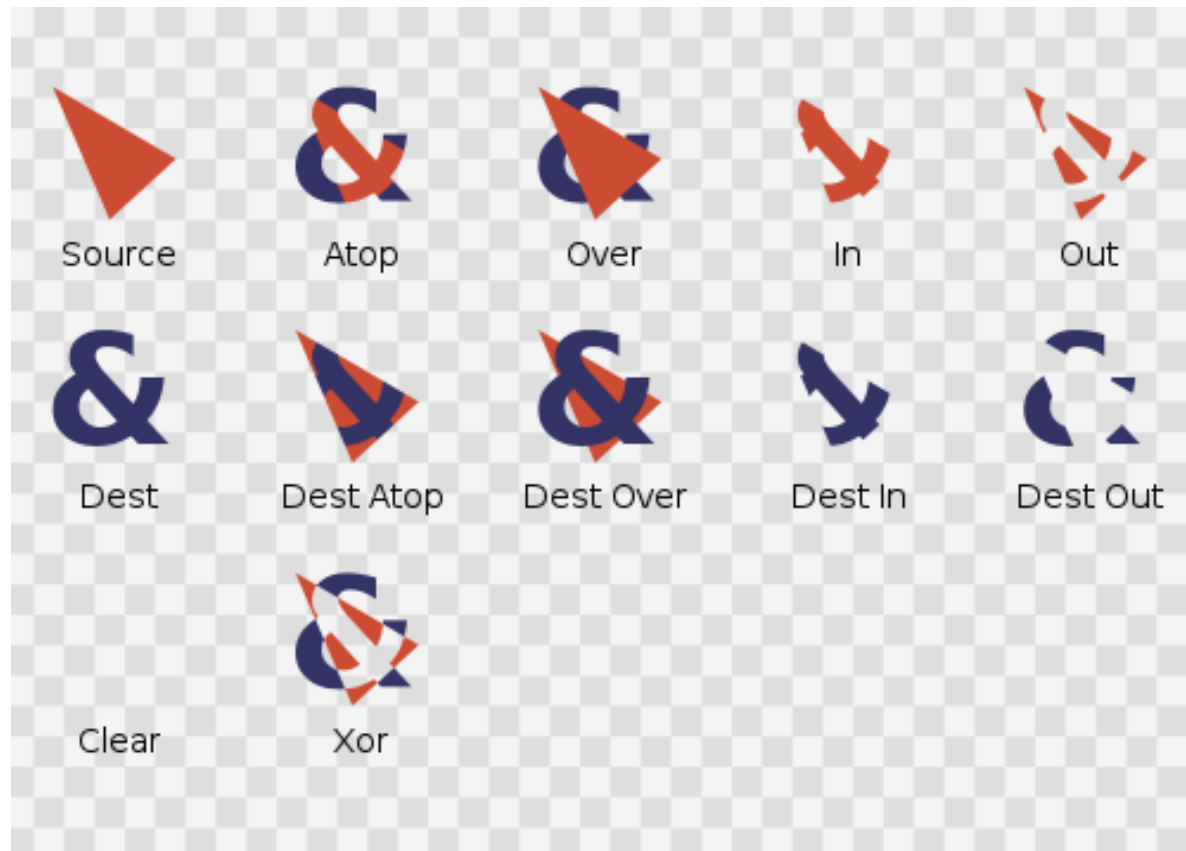 Source
&
Atop
&
Over
In
Out
&
Dest
Dest Atop
&
Dest Over
Dest In
Dest Out
Clear
&
Xor